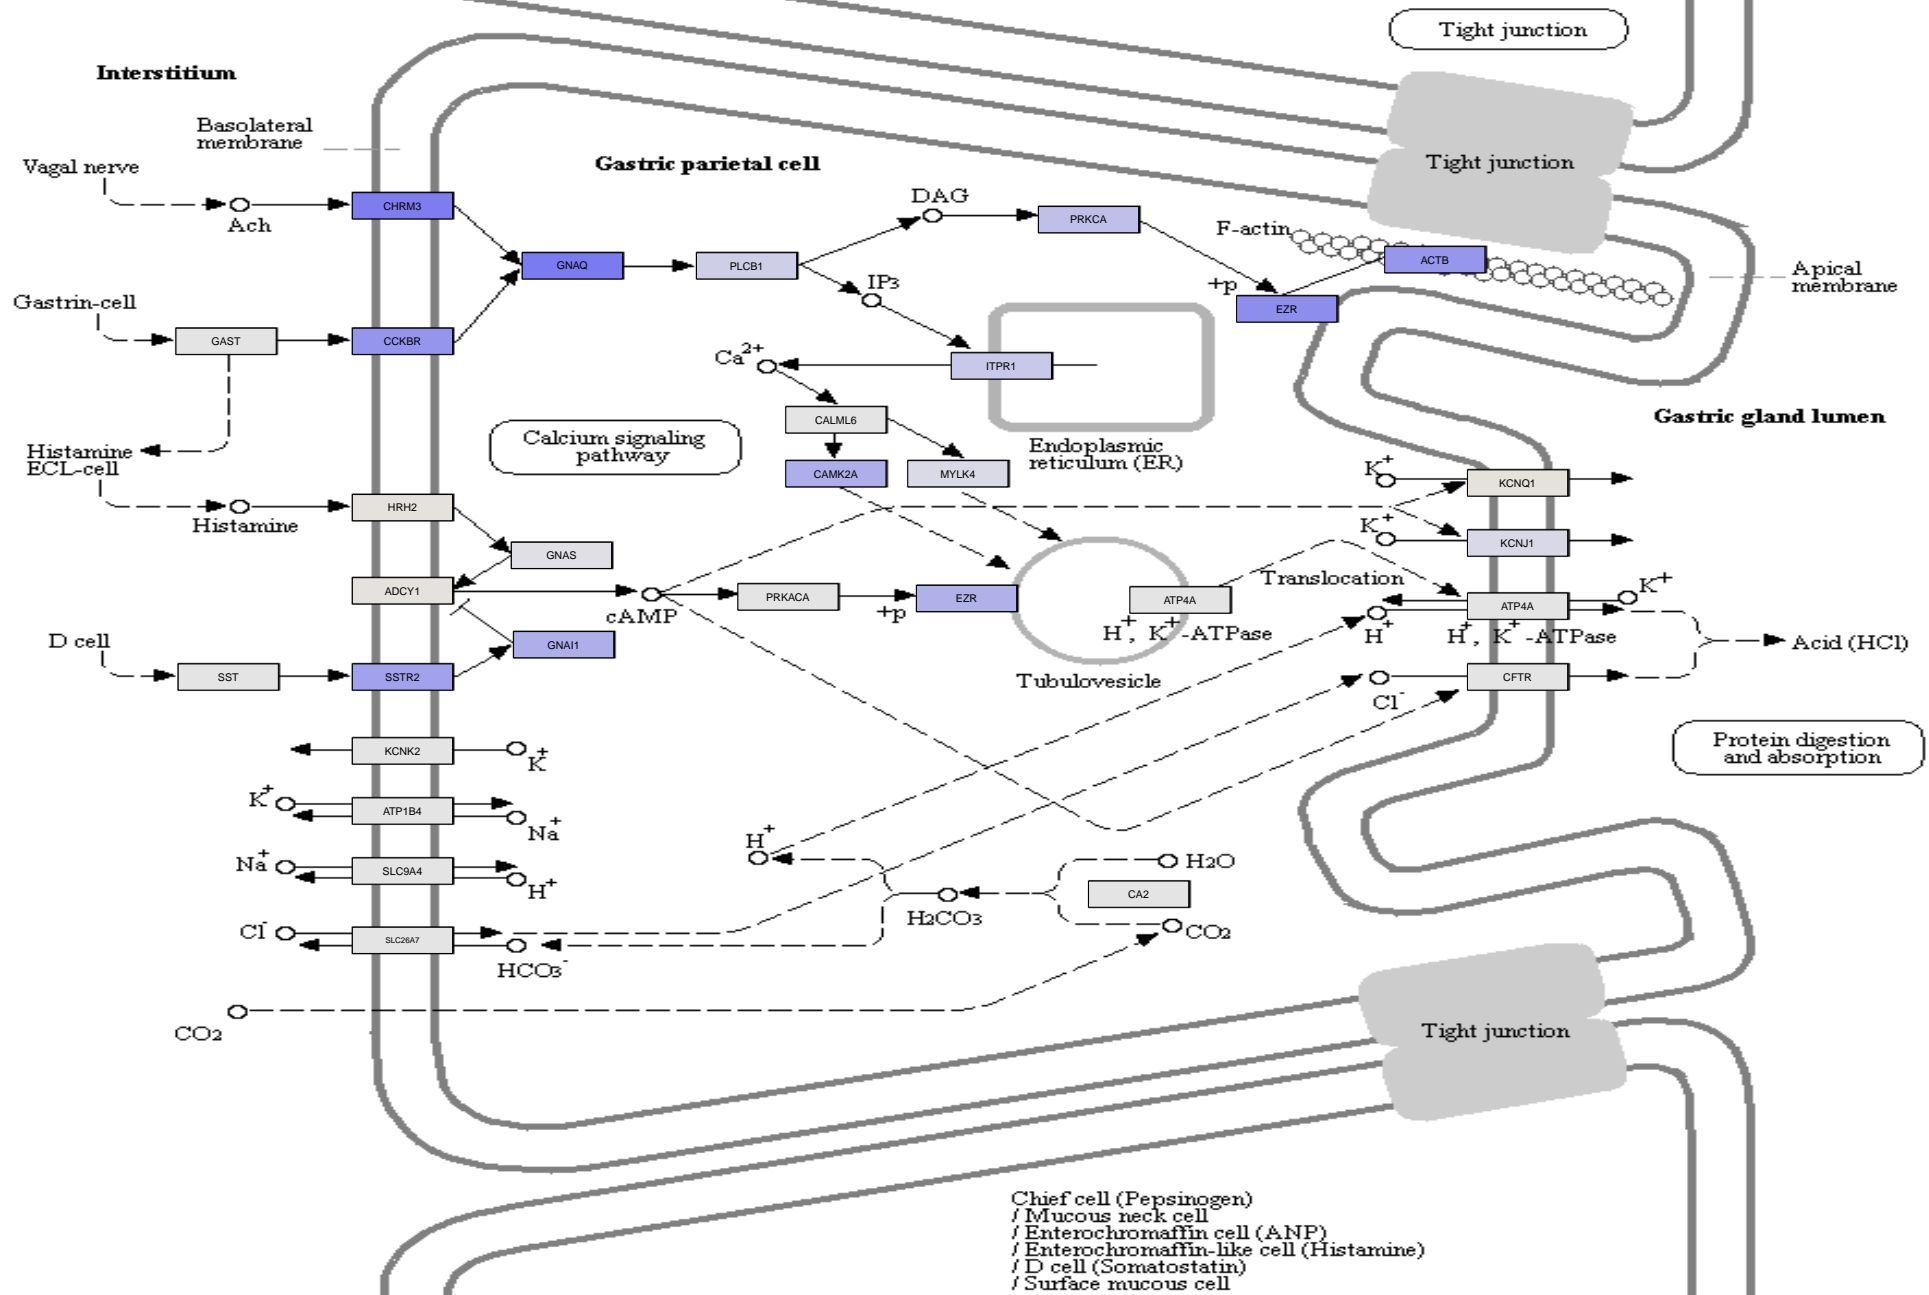 Tight junction
Interstitium
Basolateral
membrane
Vagal nerve
Gastric parietal cell
Tight junction
Ach
CHRM3
DAG
PRKCA
F-actin
ACTB
GNAQ
PLCB1
IP3
+p
EZR
Apical
membrane
Gastrin-cell
GAST
CCKBR
Ca2+
ITPR1
CALML6
Gastric gland lumen
Histamine
ECL-cell
Calcium signaling
pathway
Endoplasmic
reticulum (ER)
CAMK2A
MYLK4
K+
KCNQ1
Histamine
HRH2
GNAS
K+
KCNJ1
ADCY1
cAMP
PRKACA
+p
EZR
ATP4A
H+, K+-ATPase
Translocation
ATP4A
K+
H+
H+, K+-ATPase
Acid (HCl)
D cell
GNAI1
SST
SSTR2
Tubulovesicle
CFTR
Cl-
KCNK2
K+
Protein digestion
and absorption
K+
ATP1B4
Na+
H+
Na+
SLC9A4
H+
H2O
CA2
H2CO3
Cl-
SLC26A7
HCO3-
CO2
CO2
Tight junction
Chief cell (Pepsinogen)
/ Mucous neck cell
/ Enterochromaffin cell (ANP)
/ Enterochromaffin-like cell (Histamine)
/ D cell (Somatostatin)
/ Surface mucous cell